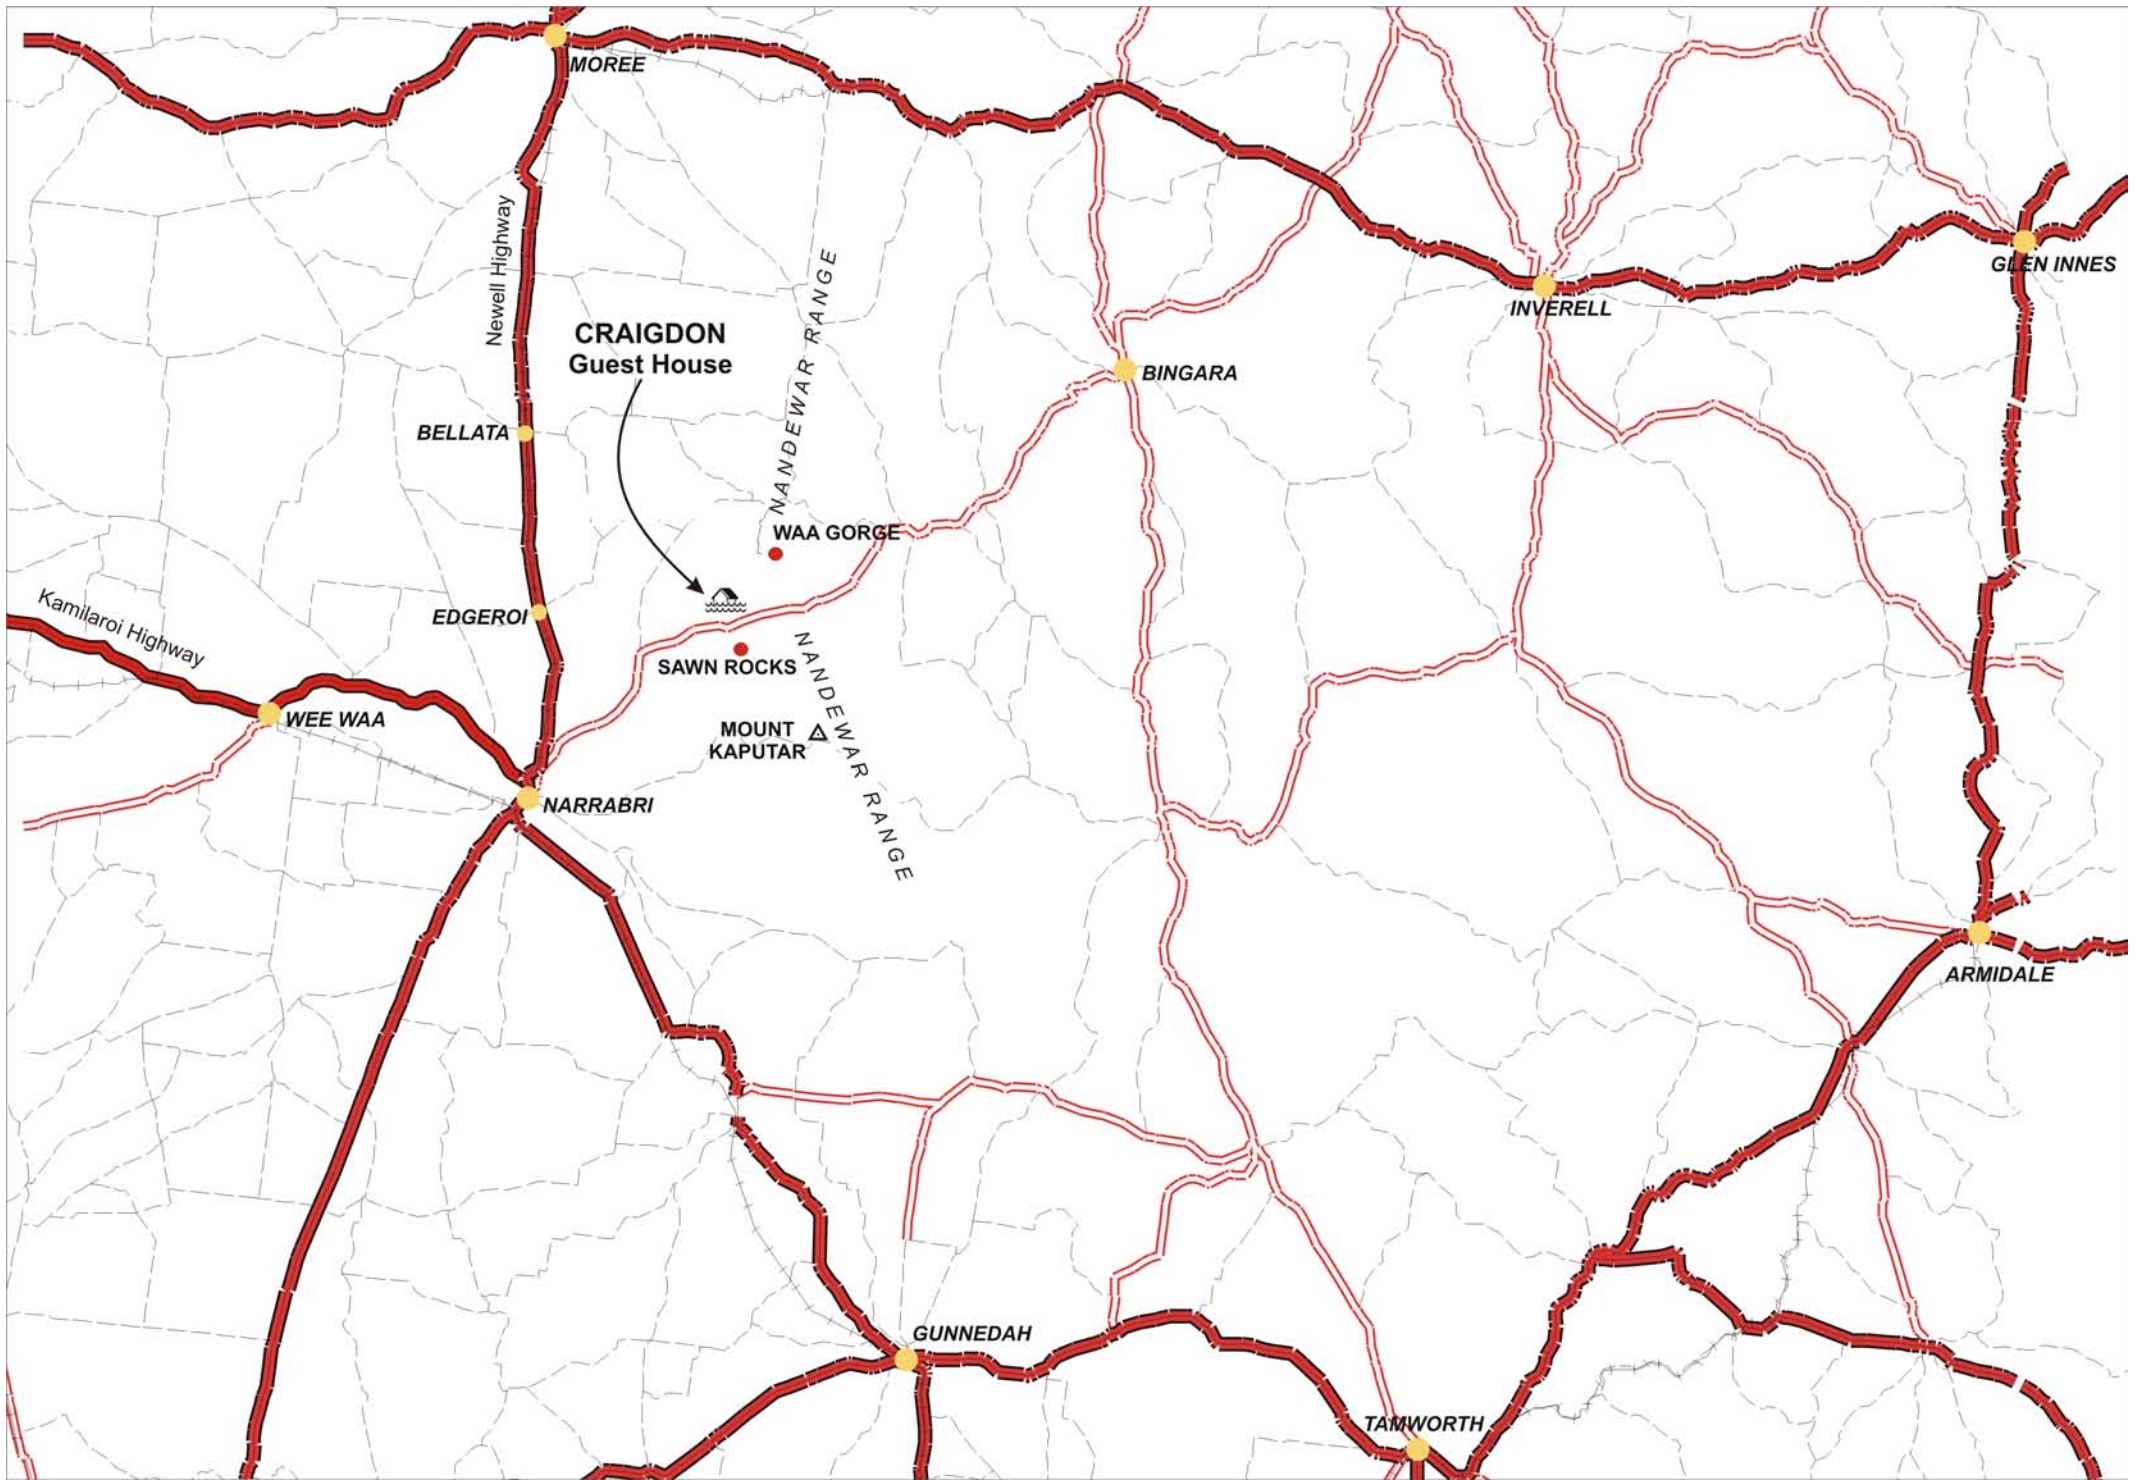 MOREE
Newell Highway
NANDEWAR RANGE
GLEN INNES
INVERELL
CRAIGDON
Guest House
BINGARA
BELLATA
WAA GORGE
Kamilaroi Highway
EDGEROI
SAWN ROCKS
NANDEWAR RANGE
WEE WAA
MOUNT
KAPUTAR
NARRABRI
ARMIDALE
GUNNEDAH
TAMWORTH